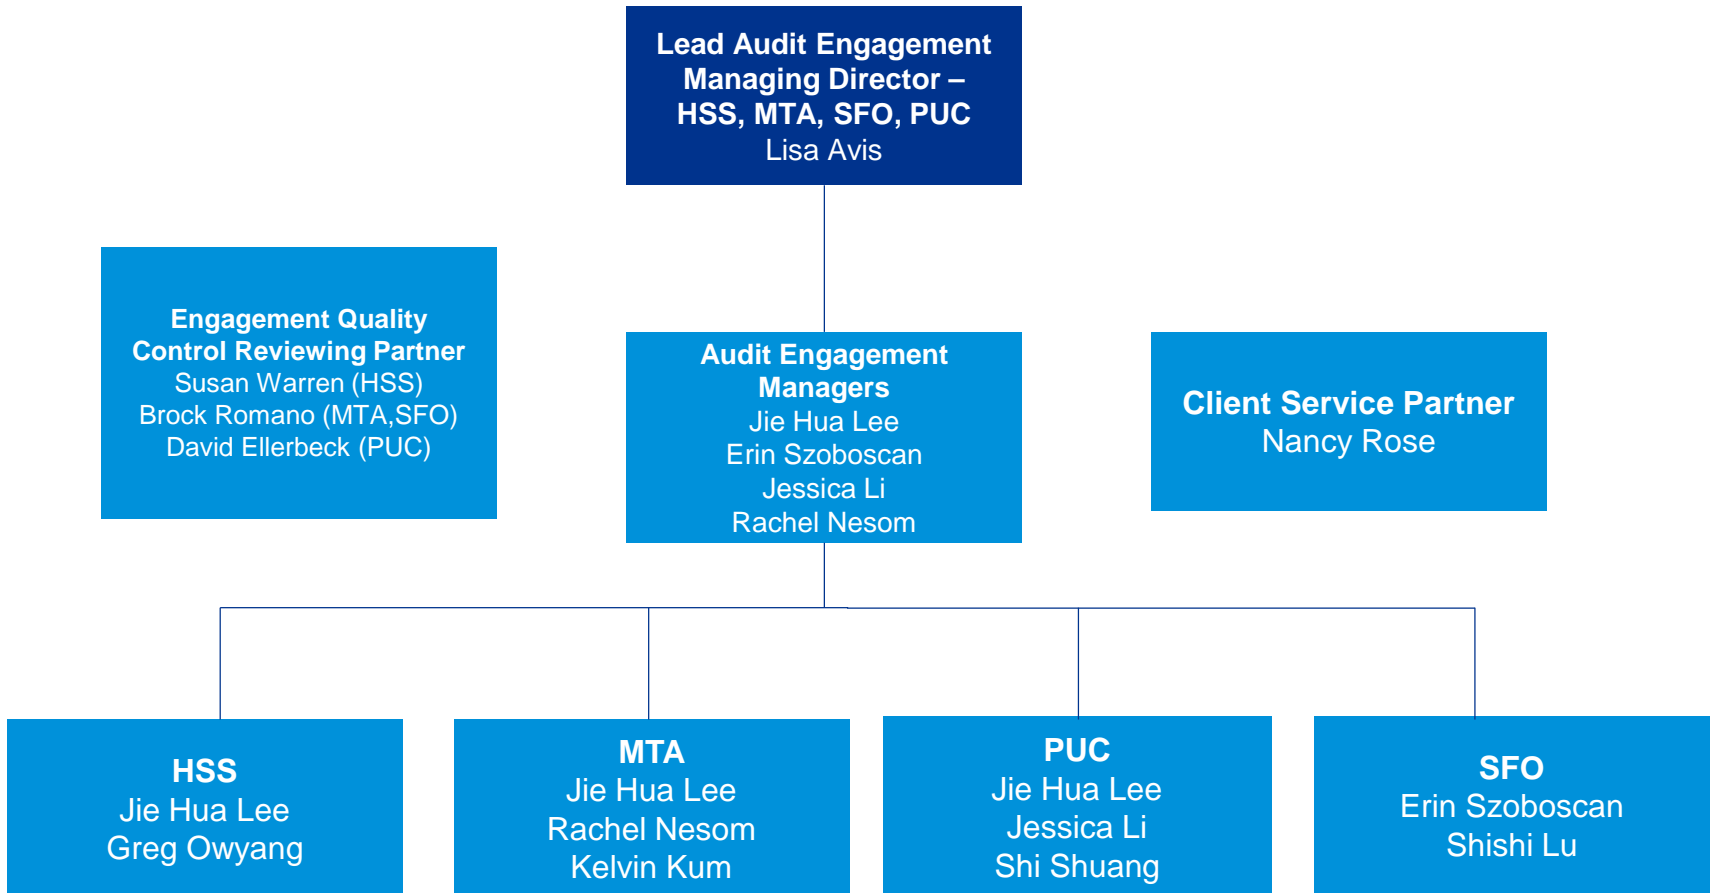 Lead Audit Engagement
Managing Director –
HSS, MTA, SFO, PUC
Lisa Avis
Engagement Quality
Control Reviewing Partner
Susan Warren (HSS)
Brock Romano (MTA,SFO)
David Ellerbeck (PUC)
Audit Engagement
Managers
Jie Hua Lee
Erin Szoboscan
Jessica Li
Rachel Nesom
Client Service Partner
Nancy Rose
HSS
Jie Hua Lee
Greg Owyang
MTA
Jie Hua Lee
Rachel Nesom
Kelvin Kum
PUC
Jie Hua Lee
Jessica Li
Shi Shuang
SFO
Erin Szoboscan
Shishi Lu